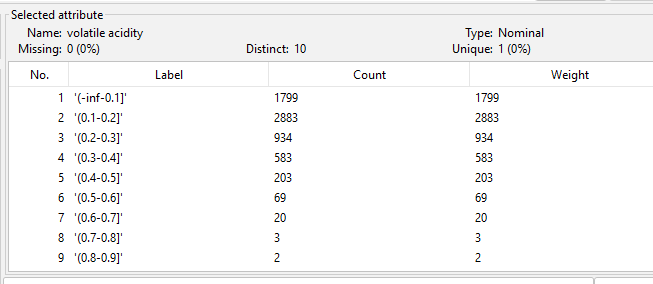 Selected attribute
Name: volatile acidity Type: Nominal
Missing: 0 (0%) Distinct: 10 Unique: 1 (0%)
No. Label Count Weight
1 '(-inf-0.1]' 1799 1799
2 '(0.1-0.2]' 2883 2883
3 '(0.2-0.3]' 934 934
4 '(0.3-0.4]' 583 583
5 '(0.4-0.5]' 203 203
6 '(0.5-0.6]' 69 69
7 '(0.6-0.7]' 20 20
8 '(0.7-0.8]' 3 3
9 '(0.8-0.9]' 2 2